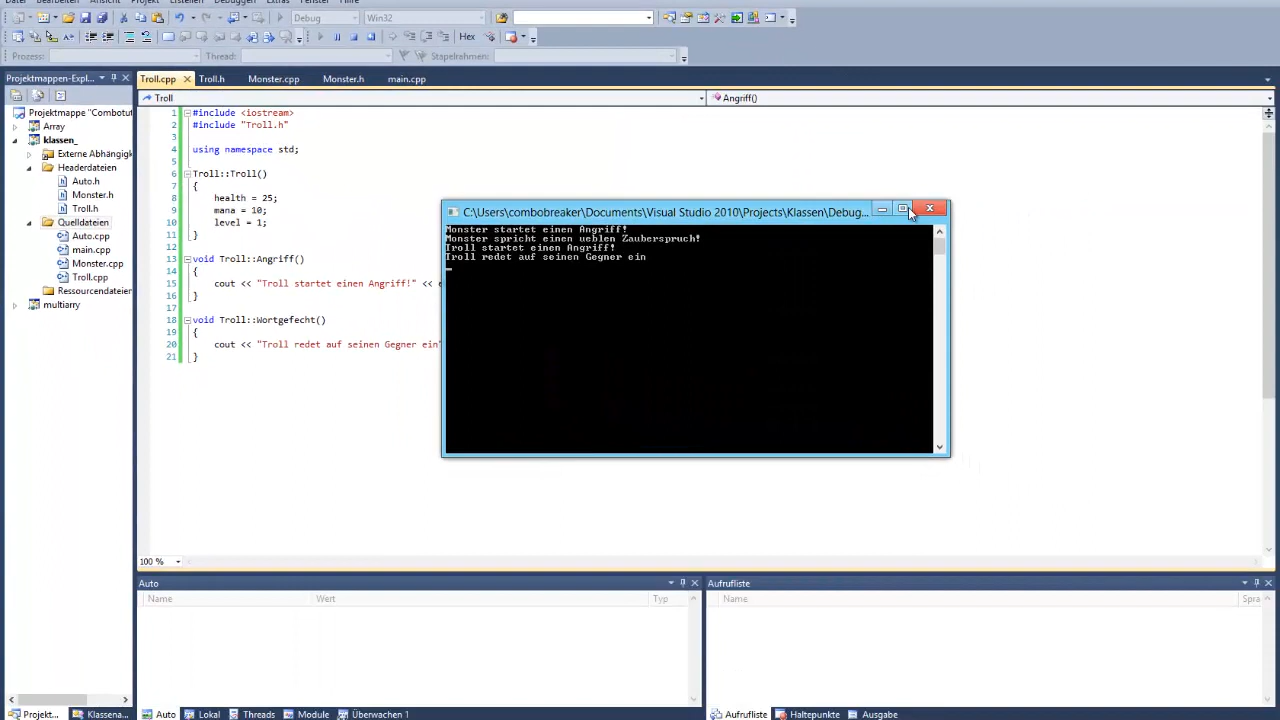 Datei Bearbeiten Ansicht Projekt Erstellen Debuggen Extras Fenster Hilfe
Debug Win32
Hex
Prozess: Thread: Stapelrahmen:
Projektmappen-Expl...
Troll.cpp Troll.h Monster.cpp Monster.h main.cpp
Troll Angriff()
Projektmappe "Combotut
Array
klassen_
Externe Abhängigk
Headerdateien
Auto.h
Monster.h
Troll.h
Quelldateien
Auto.cpp
main.cpp
Monster.cpp
Troll.cpp
Ressourcendateien
multiarry
1 #include <iostream>
2 #include "Troll.h"
3
4 using namespace std;
5
6 Troll::Troll()
7 {
8 health = 25;
9 mana = 10;
10 level = 1;
11 }
12
13 void Troll::Angriff()
14 {
15 cout << "Troll startet einen Angriff!" << e
16 }
17
18 void Troll::Wortgefecht()
19 {
20 cout << "Troll redet auf seinen Gegner ein"
21 }
C:\Users\combobreaker\Documents\Visual Studio 2010\Projects\Klassen\Debug...
Monster startet einen Angriff!
Monster spricht einen ueblen Zauberspruch!
Troll startet einen Angriff!
Troll redet auf seinen Gegner ein
100 %
Auto
Name Wert Typ
Aufrufliste
Name Spra
Projekt... Klassena... Auto Lokal Threads Module Überwachen 1
Aufrufliste Haltepunkte Ausgabe